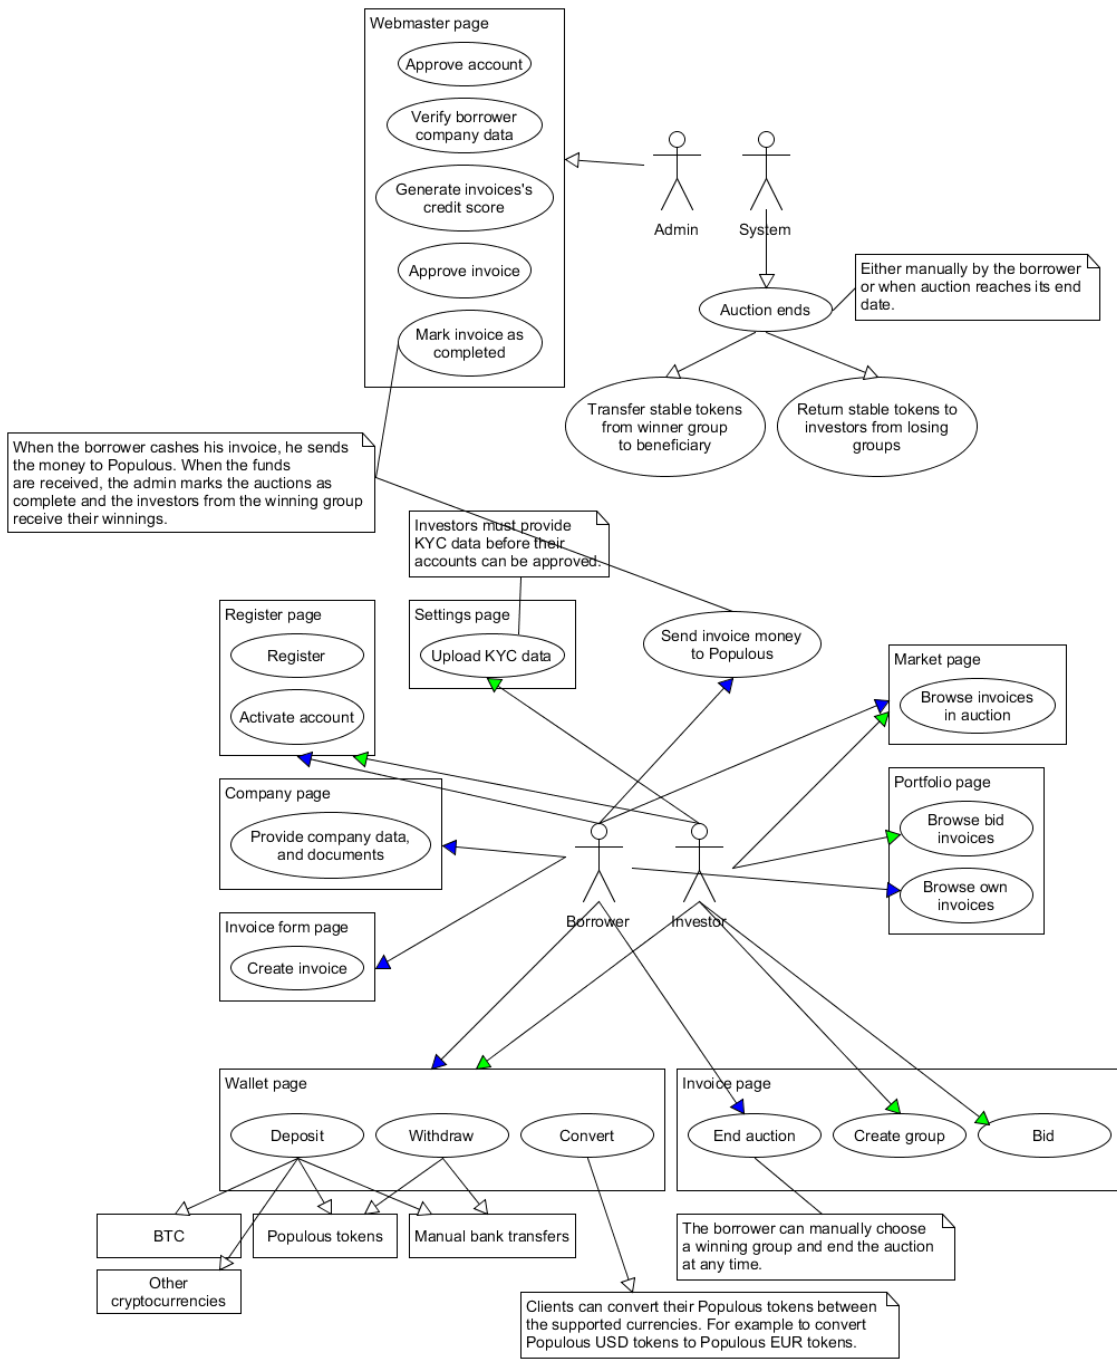 Webmaster page
Approve account
Verify borrower
company data
Generate invoices's
credit score
Approve invoice
Mark invoice as
completed
Admin
System
Either manually by the borrower
or when auction reaches its end
date.
Auction ends
Transfer stable tokens
from winner group
to beneficiary
Return stable tokens to
investors from losing
groups
When the borrower cashes his invoice, he sends
the money to Populous. When the funds
are received, the admin marks the auctions as
complete and the investors from the winning group
receive their winnings.
Investors must provide
KYC data before their
accounts can be approved.
Register page
Register
Activate account
Settings page
Upload KYC data
Send invoice money
to Populous
Market page
Browse invoices
in auction
Company page
Provide company data,
and documents
Portfolio page
Browse bid
invoices
Browse own
invoices
Invoice form page
Create invoice
Borrower
Investor
Wallet page
Deposit
Withdraw
Convert
Invoice page
End auction
Create group
Bid
BTC
Populous tokens
Manual bank transfers
Other
cryptocurrencies
The borrower can manually choose
a winning group and end the auction
at any time.
Clients can convert their Populous tokens between
the supported currencies. For example to convert
Populous USD tokens to Populous EUR tokens.